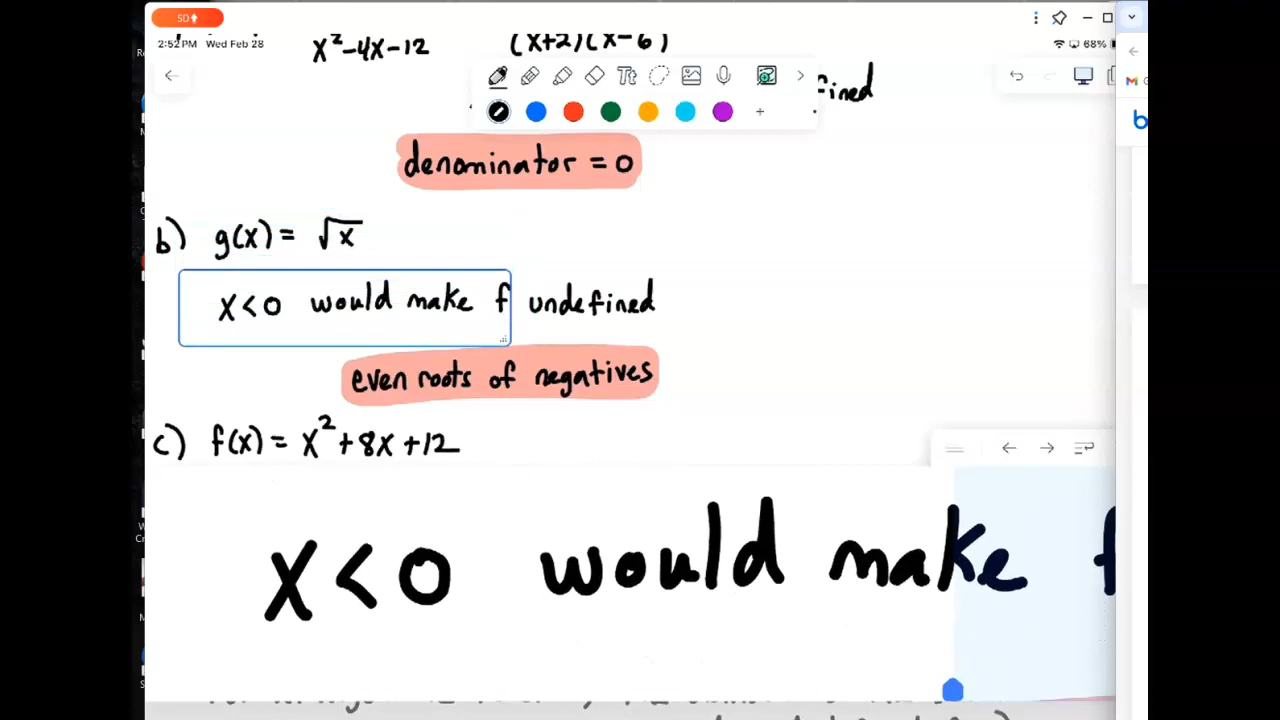 SD
2:52 PM Wed Feb 28
68%
x²-4x-12 (x+2)(x-6)
fined
denominator = 0
b) g(x) = √x
x<0 would make f undefined
even roots of negatives
c) f(x) = x²+8x+12
x<0 would make f